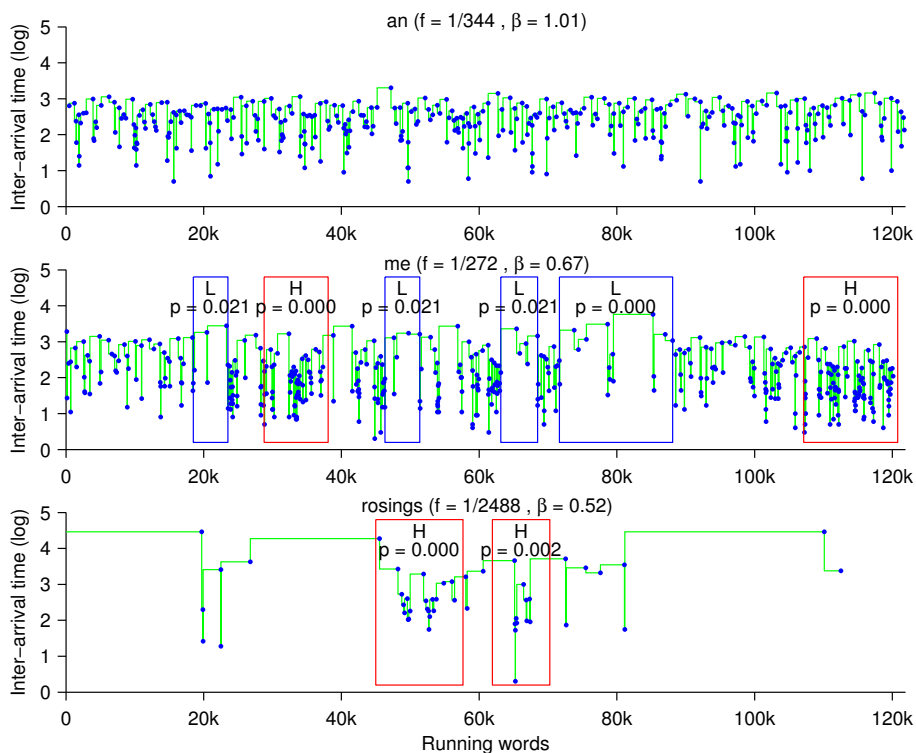 an (f = 1/344 , β = 1.01)
Inter−arrival time (log)
5
4
3
2
1
0
0 20k 40k 60k 80k 100k 120k
me (f = 1/272 , β = 0.67)
Inter−arrival time (log)
5
4
3
2
1
0
L H L L L H
p = 0.021 p = 0.000 p = 0.021 p = 0.021 p = 0.000 p = 0.000
0 20k 40k 60k 80k 100k 120k
rosings (f = 1/2488 , β = 0.52)
Inter−arrival time (log)
5
4
3
2
1
0
H H
p = 0.000 p = 0.002
0 20k 40k 60k 80k 100k 120k
Running words